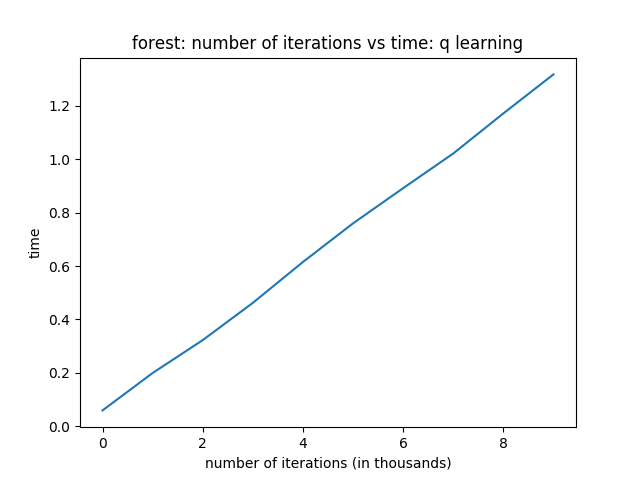 forest: number of iterations vs time: q learning
time
1.2
1.0
0.8
0.6
0.4
0.2
0.0
0 2 4 6 8
number of iterations (in thousands)